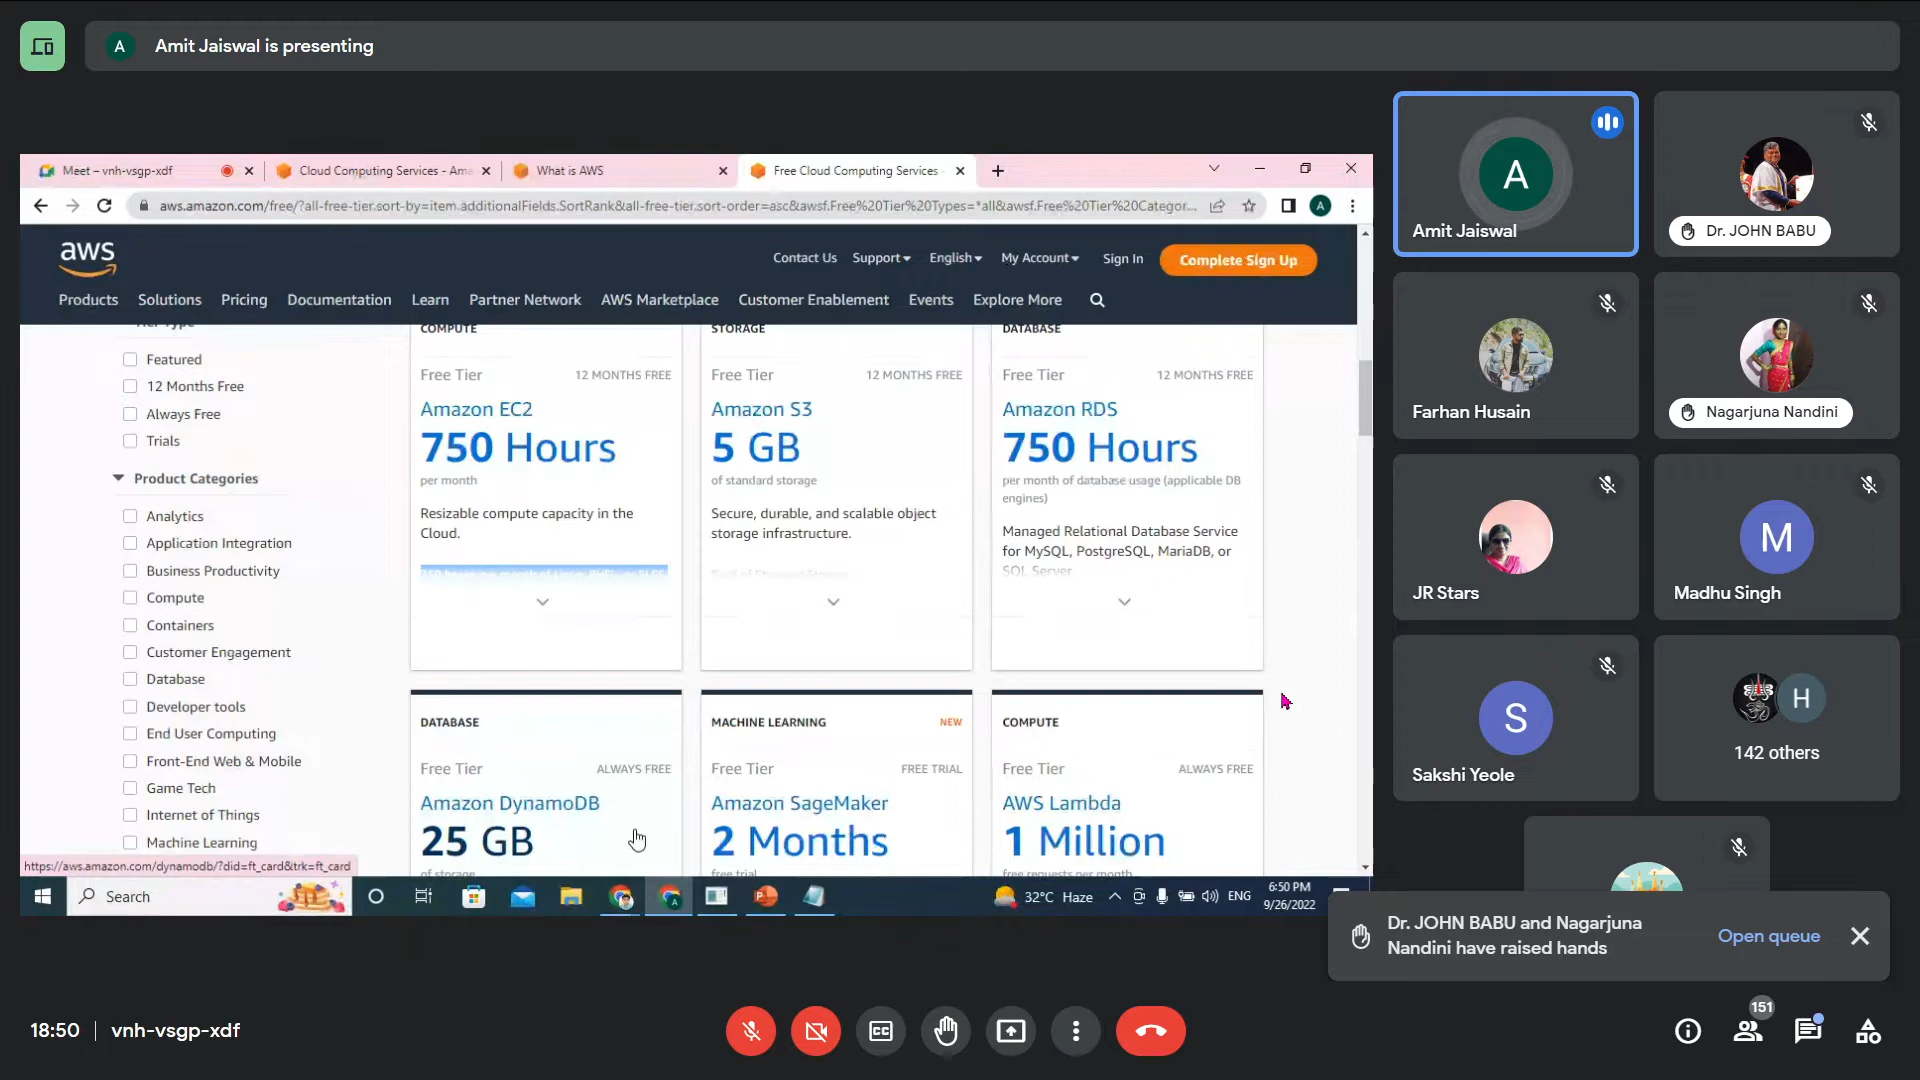 A Amit Jaiswal is presenting
Meet – vnh-vsgp-xdf
Cloud Computing Services - Ama
What is AWS
Free Cloud Computing Services
aws.amazon.com/free/?all-free-tier.sort-by=item.additionalFields.SortRank&all-free-tier.sort-order=asc&awsf.Free%20Tier%20Types=*all&awsf.Free%20Tier%20Categor...
A
aws
Contact Us Support English My Account Sign In Complete Sign Up
Products Solutions Pricing Documentation Learn Partner Network AWS Marketplace Customer Enablement Events Explore More
Tier Type
Featured
12 Months Free
Always Free
Trials
Product Categories
Analytics
Application Integration
Business Productivity
Compute
Containers
Customer Engagement
Database
Developer tools
End User Computing
Front-End Web & Mobile
Game Tech
Internet of Things
Machine Learning
COMPUTE
Free Tier 12 MONTHS FREE
Amazon EC2
750 Hours
per month
Resizable compute capacity in the
Cloud.
STORAGE
Free Tier 12 MONTHS FREE
Amazon S3
5 GB
of standard storage
Secure, durable, and scalable object
storage infrastructure.
DATABASE
Free Tier 12 MONTHS FREE
Amazon RDS
750 Hours
per month of database usage (applicable DB
engines)
Managed Relational Database Service
for MySQL, PostgreSQL, MariaDB, or
SQL Server
DATABASE
Free Tier ALWAYS FREE
Amazon DynamoDB
25 GB
of storage
MACHINE LEARNING NEW
Free Tier FREE TRIAL
Amazon SageMaker
2 Months
free trial
COMPUTE
Free Tier ALWAYS FREE
AWS Lambda
1 Million
free requests per month
https://aws.amazon.com/dynamodb/?did=ft_card&trk=ft_card
Search
32°C Haze
ENG
6:50 PM
9/26/2022
A
Amit Jaiswal
Dr. JOHN BABU
Farhan Husain
Nagarjuna Nandini
JR Stars
M
Madhu Singh
S
Sakshi Yeole
H
142 others
Dr. JOHN BABU and Nagarjuna
Nandini have raised hands
Open queue
18:50 | vnh-vsgp-xdf
CC
151